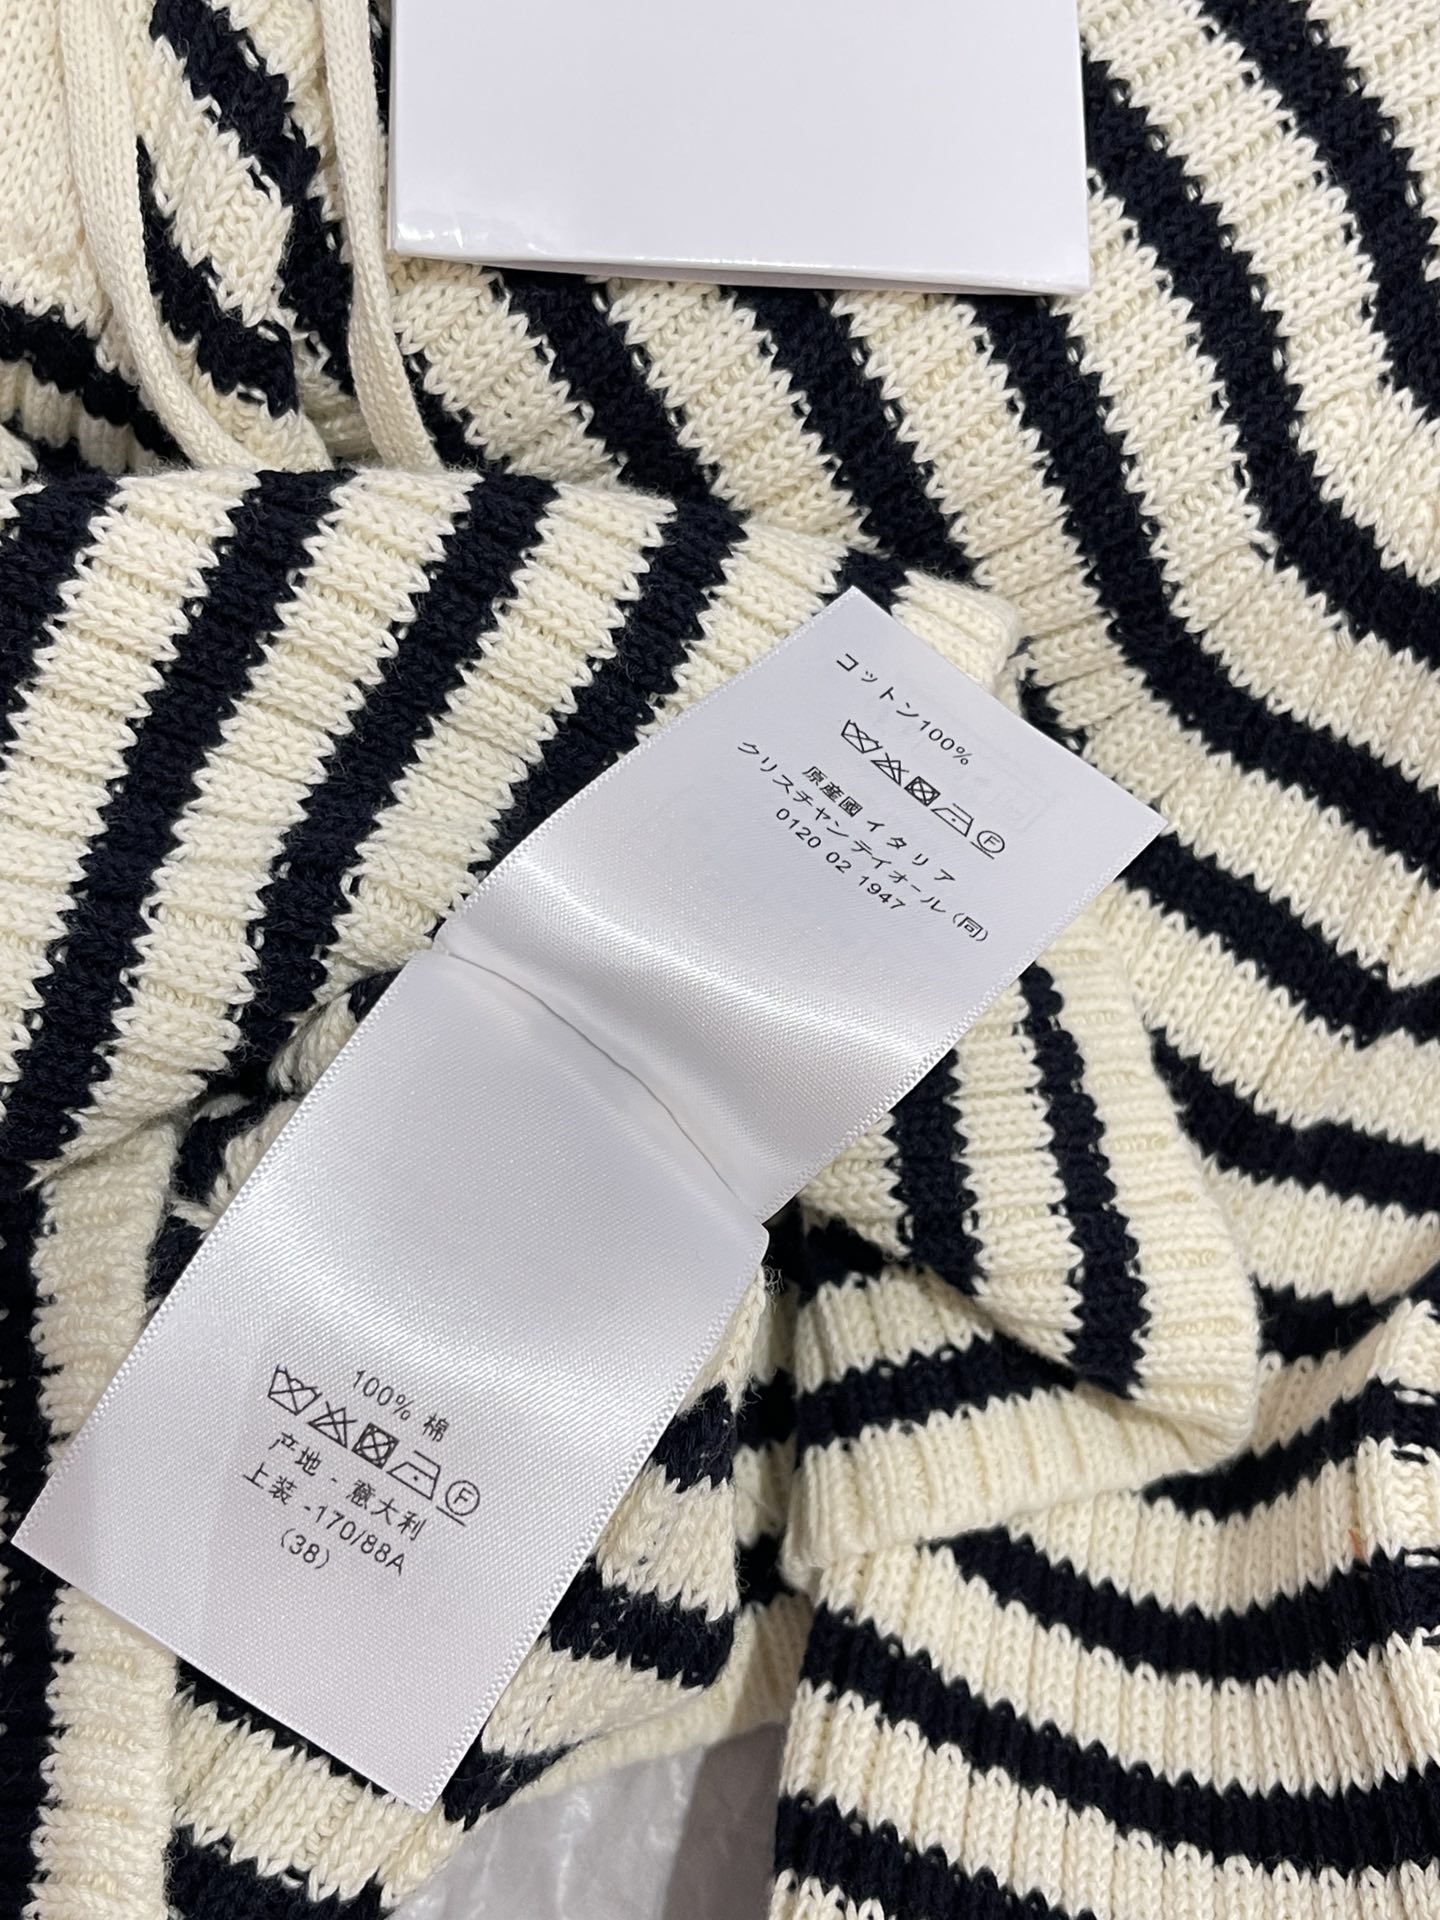 コットン100%
原産國 イタリア
クリスチャンディオール (同)
0120 02 1947
100% 棉
F
产地 - 意大利
上装 -170/88A
(38)